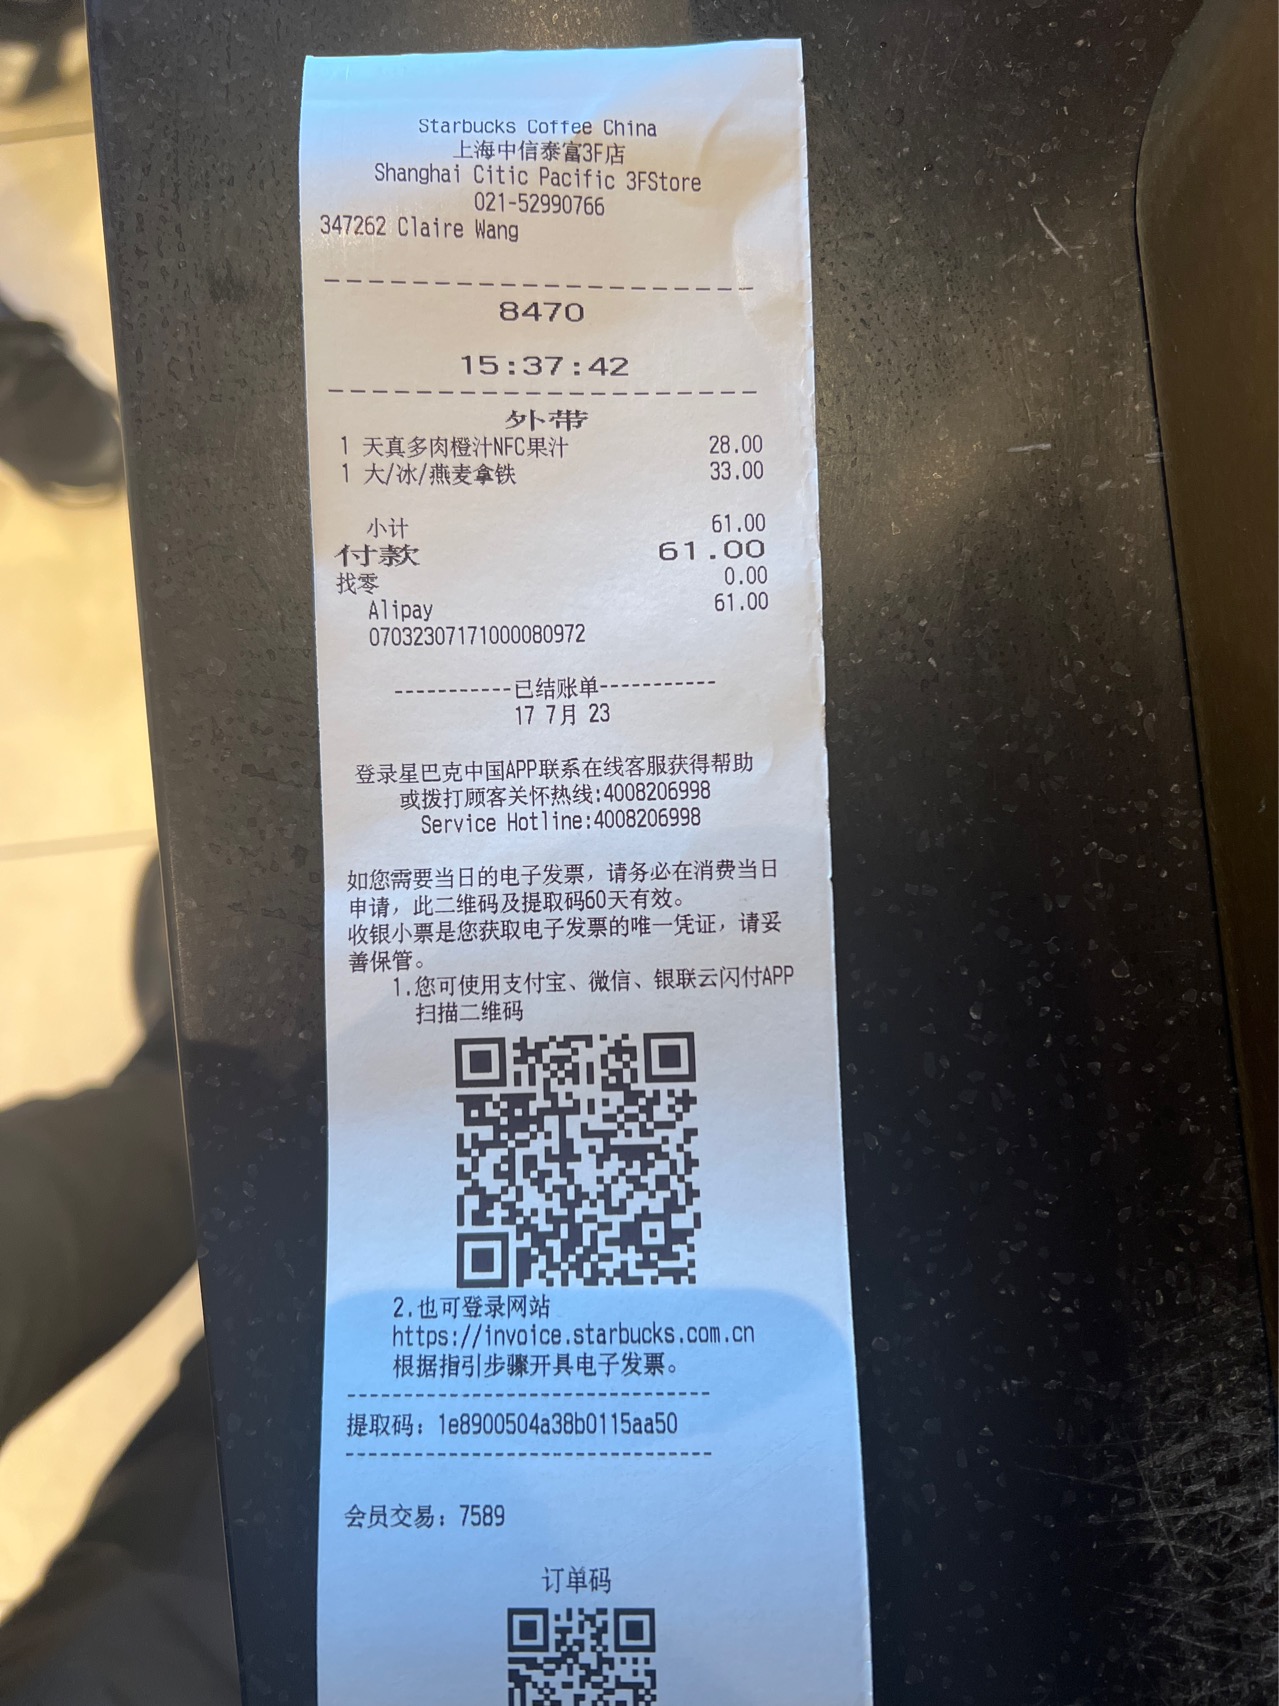 Starbucks Coffee China
上海中信泰富3F店
Shanghai Citic Pacific 3FStore
021-52990766
347262 Claire Wang
--------------------
8470
15:37:42
--------------------
外带
1 天真多肉橙汁NFC果汁 28.00
1 大/冰/燕麦拿铁 33.00
小计 61.00
付款 61.00
找零 0.00
Alipay 61.00
07032307171000080972
-----------已结账单-----------
17 7月 23
登录星巴克中国APP联系在线客服获得帮助
或拨打顾客关怀热线:4008206998
Service Hotline:4008206998
如您需要当日的电子发票，请务必在消费当日
申请，此二维码及提取码60天有效。
收银小票是您获取电子发票的唯一凭证，请妥
善保管。
1.您可使用支付宝、微信、银联云闪付APP
扫描二维码
2.也可登录网站
https://invoice.starbucks.com.cn
根据指引步骤开具电子发票。
--------------------------------
提取码：1e8900504a38b0115aa50
--------------------------------
会员交易：7589
订单码